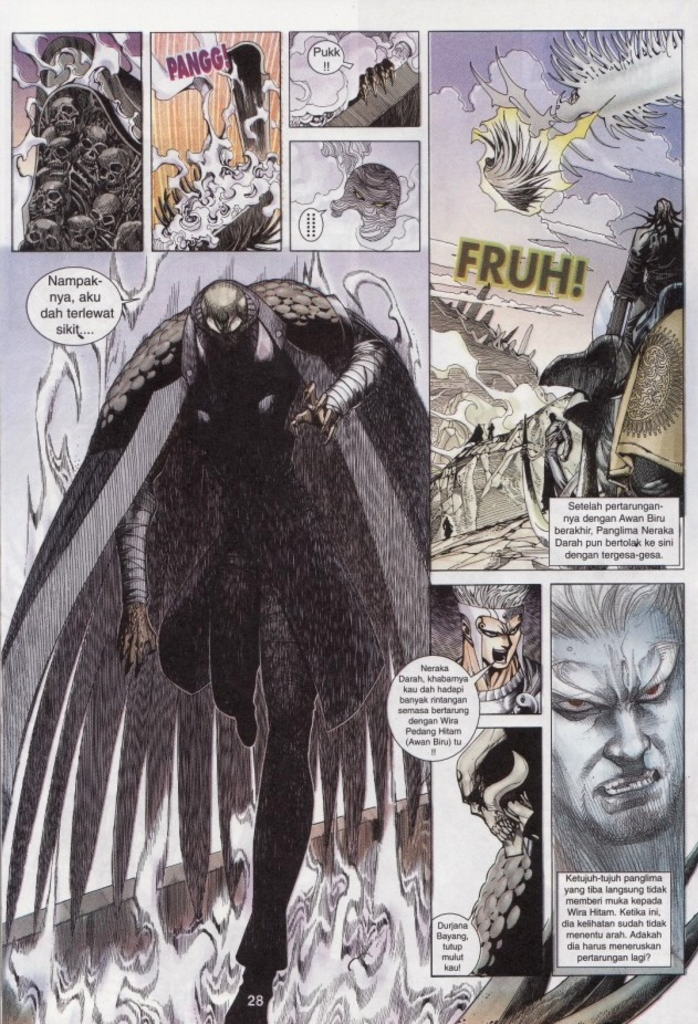 PANGG!
Pukk
!!
......
FRUH!
Nampak-
nya, aku
dah terlewat
sikit....
Setelah pertarungan-
nya dengan Awan Biru
berakhir, Panglima Neraka
Darah pun bertolak ke sini
dengan tergesa-gesa.
Neraka
Darah, khabarnya
kau dah hadapi
banyak rintangan
semasa bertarung
dengan Wira
Pedang Hitam
(Awan Biru) tu
!!
Durjana
Bayang,
tutup
mulut
kau!
Ketujuh-tujuh panglima
yang tiba langsung tidak
memberi muka kepada
Wira Hitam. Ketika ini,
dia kelihatan sudah tidak
menentu arah. Adakah
dia harus meneruskan
pertarungan lagi?
28